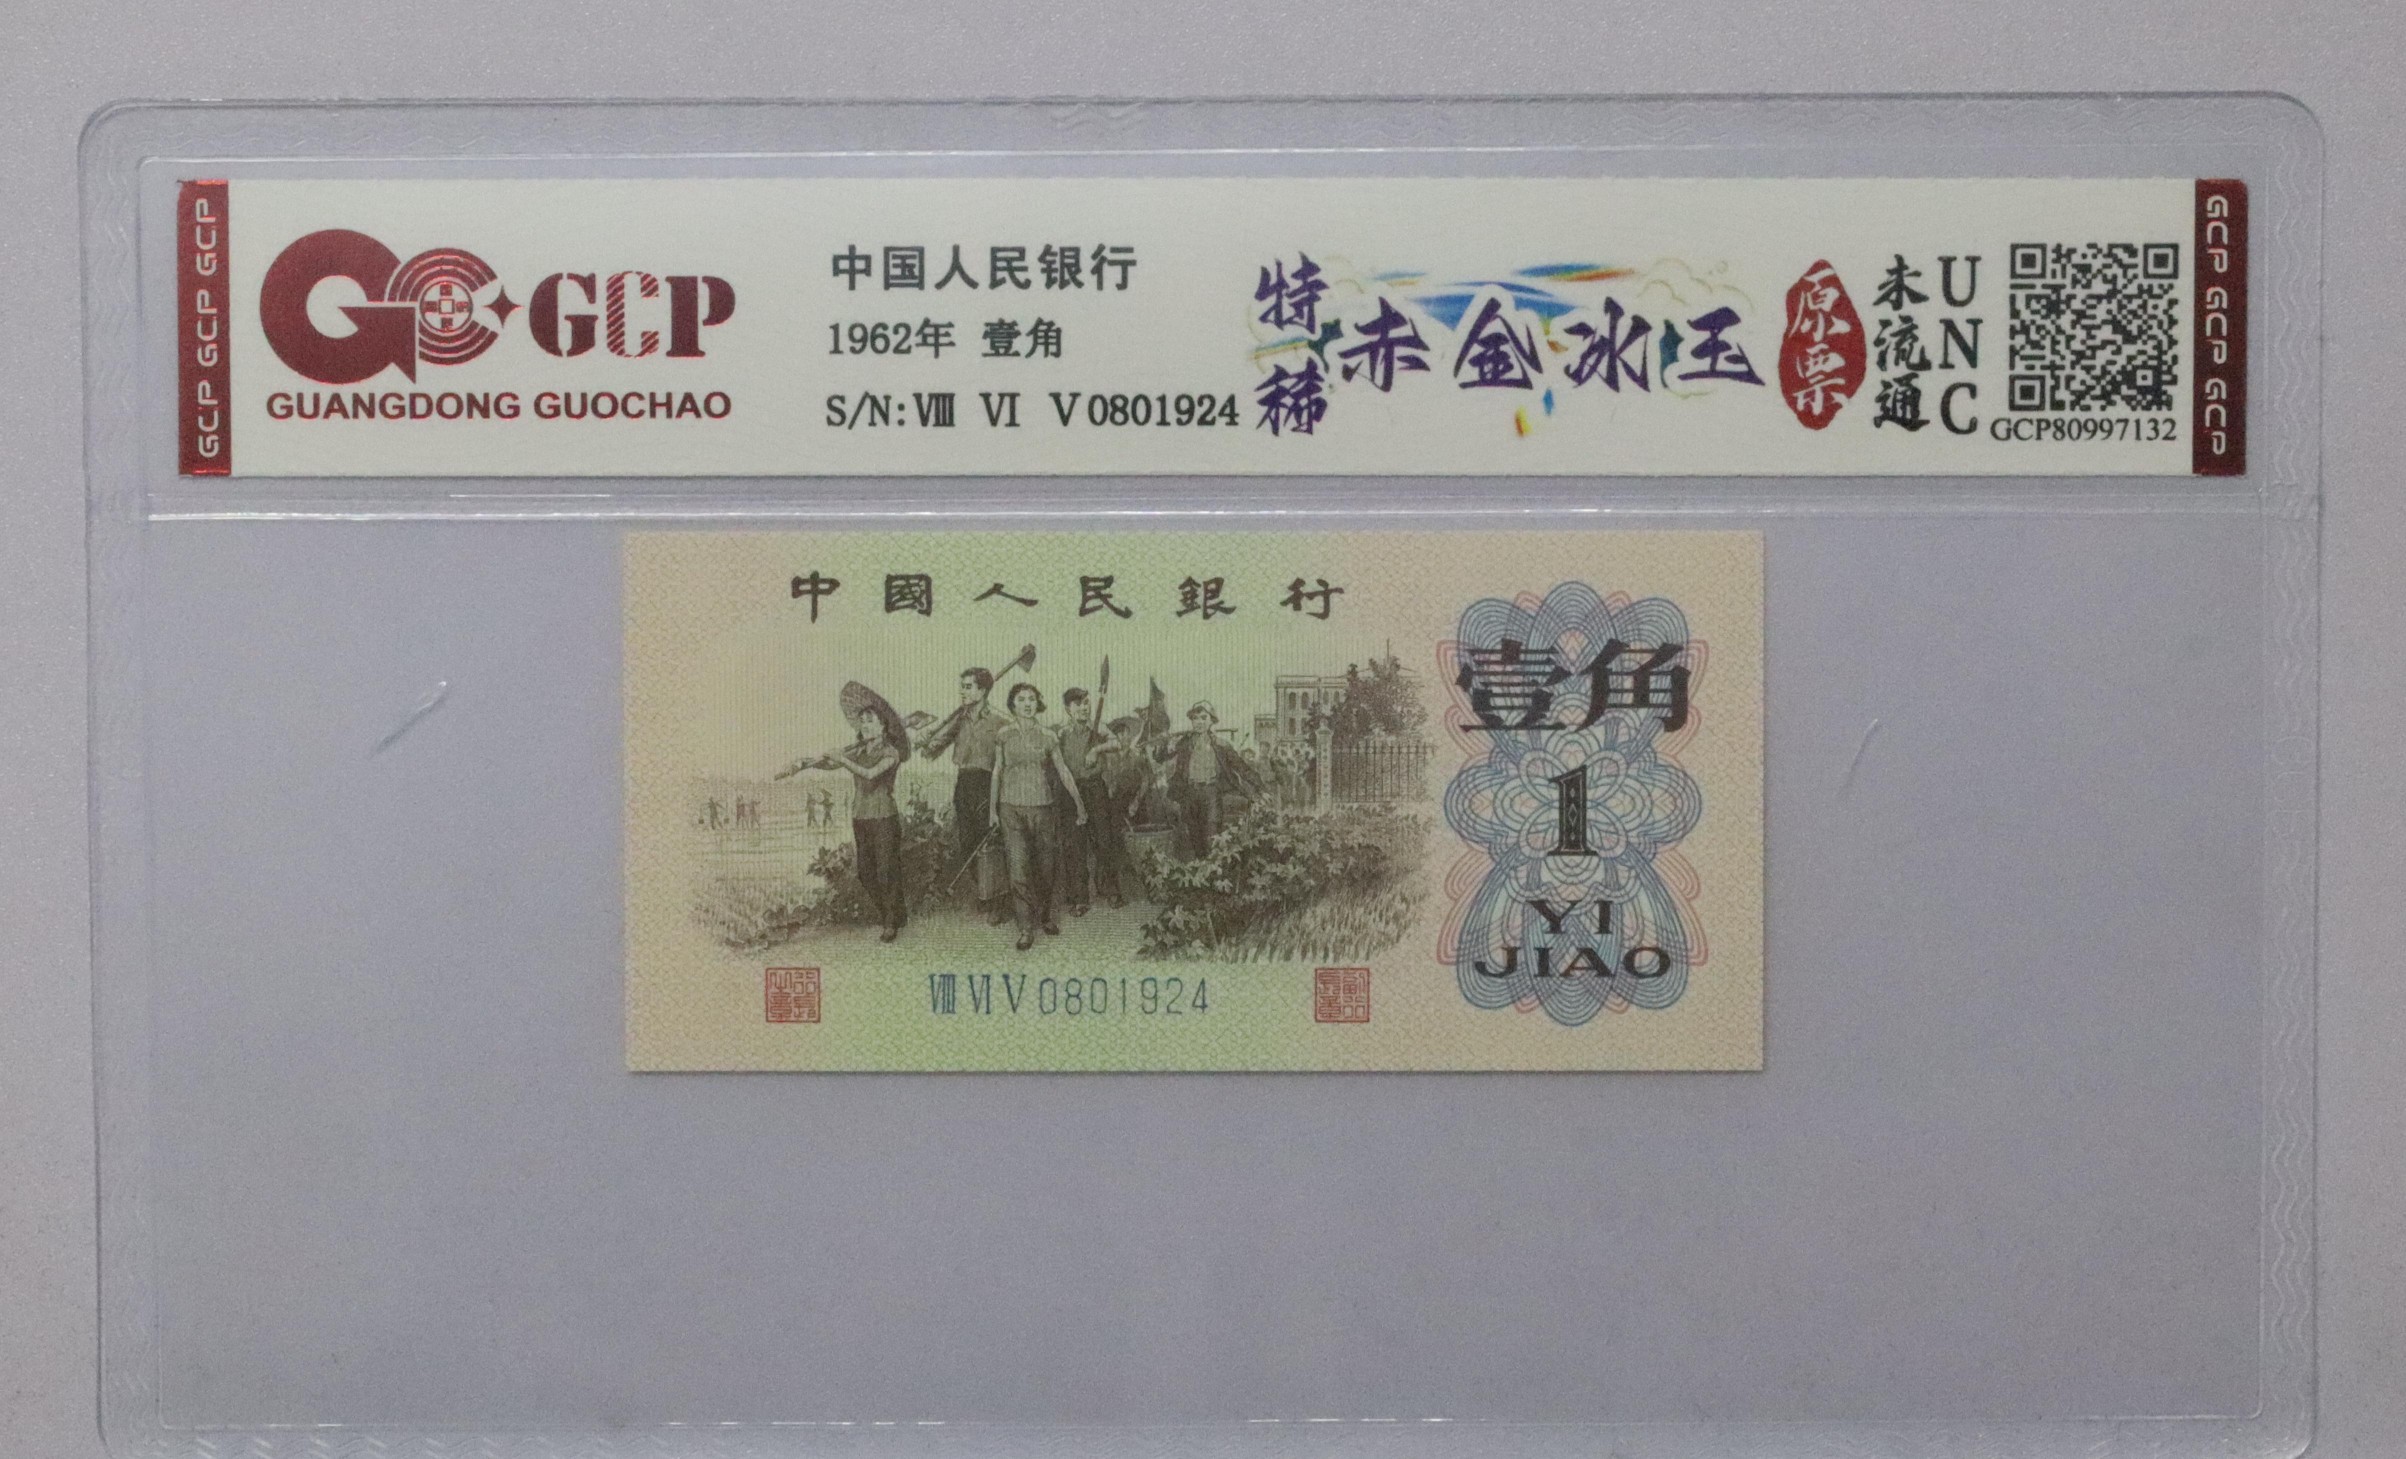 GCP GCP GCP
GCP
GUANGDONG GUOCHAO
中国人民银行
1962年 壹角
S/N: Ⅷ Ⅵ Ⅴ0801924
特稀
赤金冰玉
原票
未流通
UNC
GCP80997132
GCP GCP GCP
中國人民銀行
壹角
1
YI
JIAO
Ⅷ Ⅵ Ⅴ 0801924